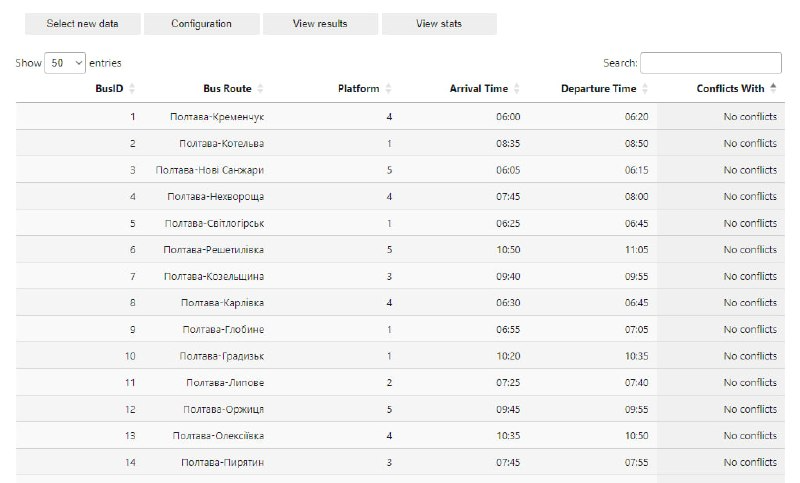 Select new data Configuration View results View stats
Show 50 entries Search:
BusID Bus Route Platform Arrival Time Departure Time Conflicts With
1 Полтава-Кременчук 4 06:00 06:20 No conflicts
2 Полтава-Котельва 1 08:35 08:50 No conflicts
3 Полтава-Нові Санжари 5 06:05 06:15 No conflicts
4 Полтава-Нехвороща 4 07:45 08:00 No conflicts
5 Полтава-Світлогірськ 1 06:25 06:45 No conflicts
6 Полтава-Решетилівка 5 10:50 11:05 No conflicts
7 Полтава-Козельщина 3 09:40 09:55 No conflicts
8 Полтава-Карлівка 4 06:30 06:45 No conflicts
9 Полтава-Глобине 1 06:55 07:05 No conflicts
10 Полтава-Градизьк 1 10:20 10:35 No conflicts
11 Полтава-Липове 2 07:25 07:40 No conflicts
12 Полтава-Оржиця 5 09:45 09:55 No conflicts
13 Полтава-Олексіївка 4 10:35 10:50 No conflicts
14 Полтава-Пирятин 3 07:45 07:55 No conflicts